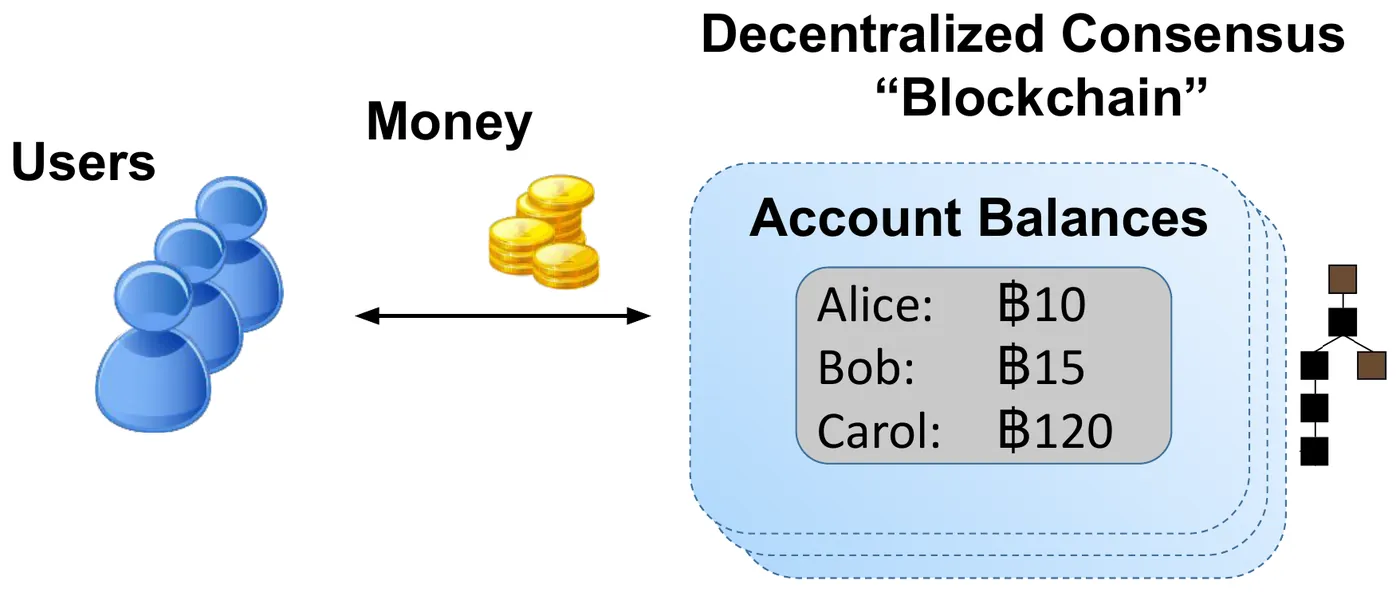 Decentralized Consensus
“Blockchain”
Money
Users
Account Balances
Alice: ฿10
Bob: ฿15
Carol: ฿120